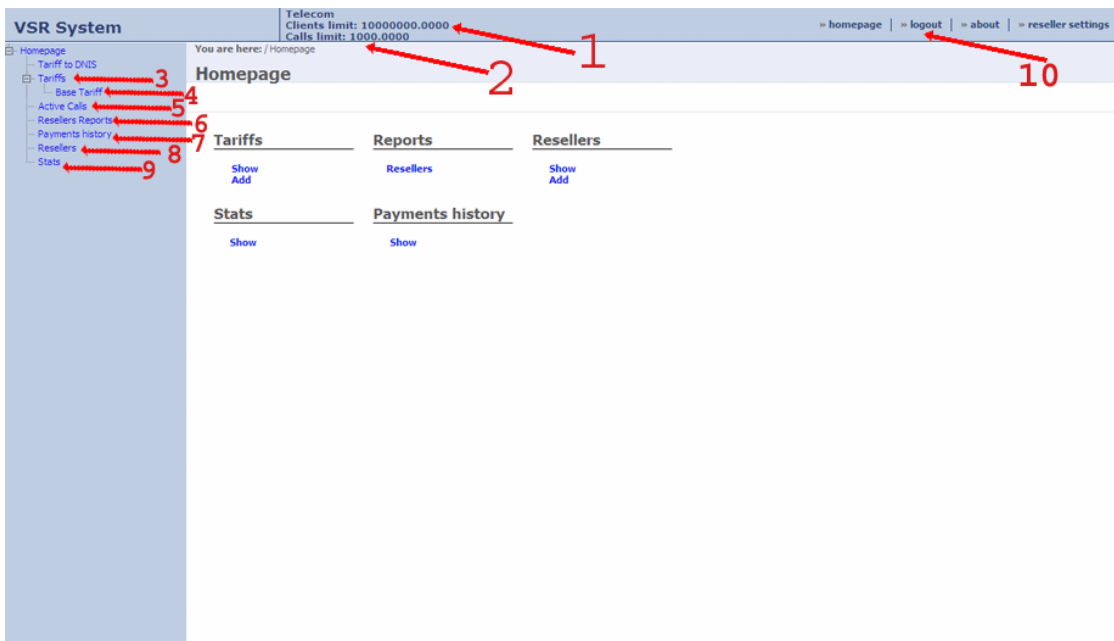 VSR System
Telecom
Clients limit: 10000000.0000
Calls limit: 1000.0000
» homepage | » logout | » about | » reseller settings
1
2
10
Homepage
Tariff to DNIS
Tariffs 3
Base Tariff 4
Active Calls 5
Resellers Reports 6
Payments history 7
Resellers 8
Stats 9
You are here: / Homepage
Homepage
Tariffs Reports Resellers
Show Resellers Show
Add Add
Stats Payments history
Show Show